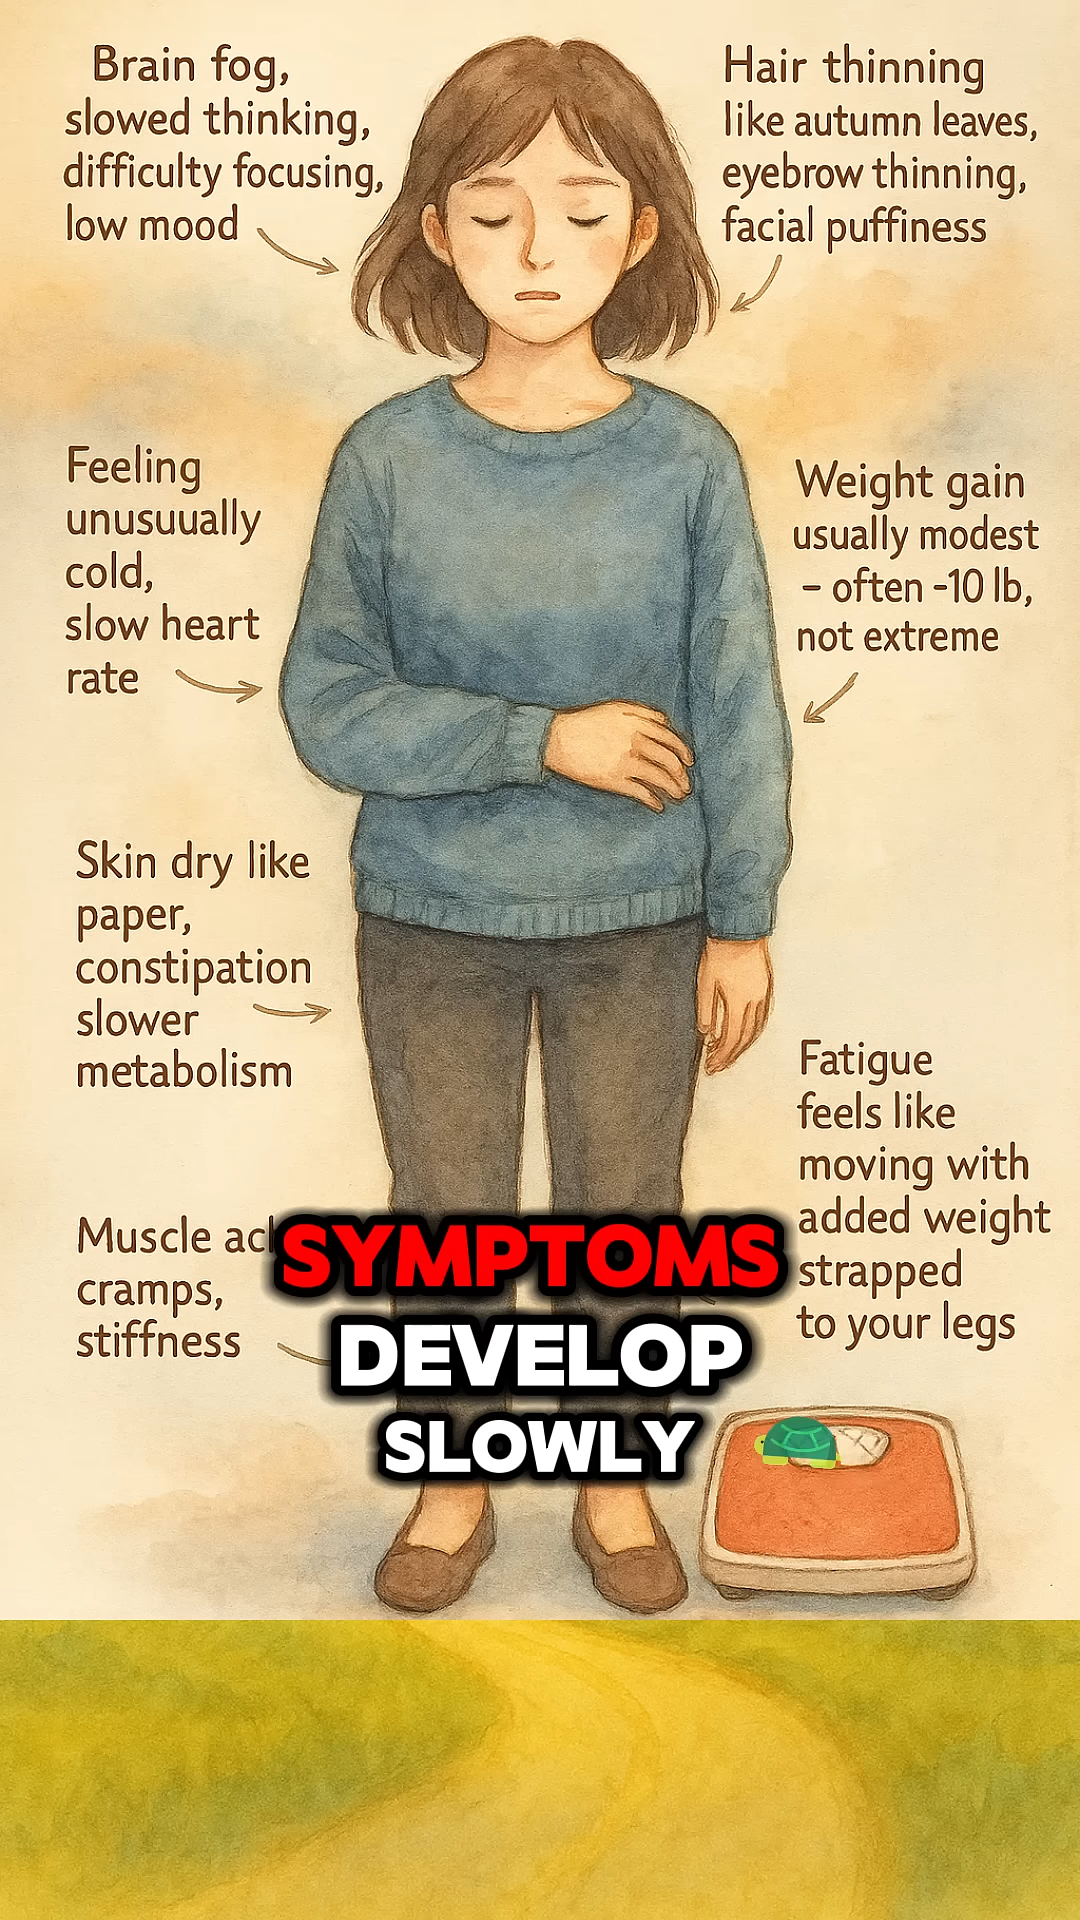 Brain fog,
slowed thinking,
difficulty focusing,
low mood
Hair thinning
like autumn leaves,
eyebrow thinning,
facial puffiness
Feeling
unusuually
cold,
slow heart
rate
Weight gain
usually modest
– often -10 lb,
not extreme
Skin dry like
paper,
constipation
slower
metabolism
Fatigue
feels like
moving with
added weight
strapped
to your legs
Muscle
cramps,
stiffness
SYMPTOMS
DEVELOP
SLOWLY